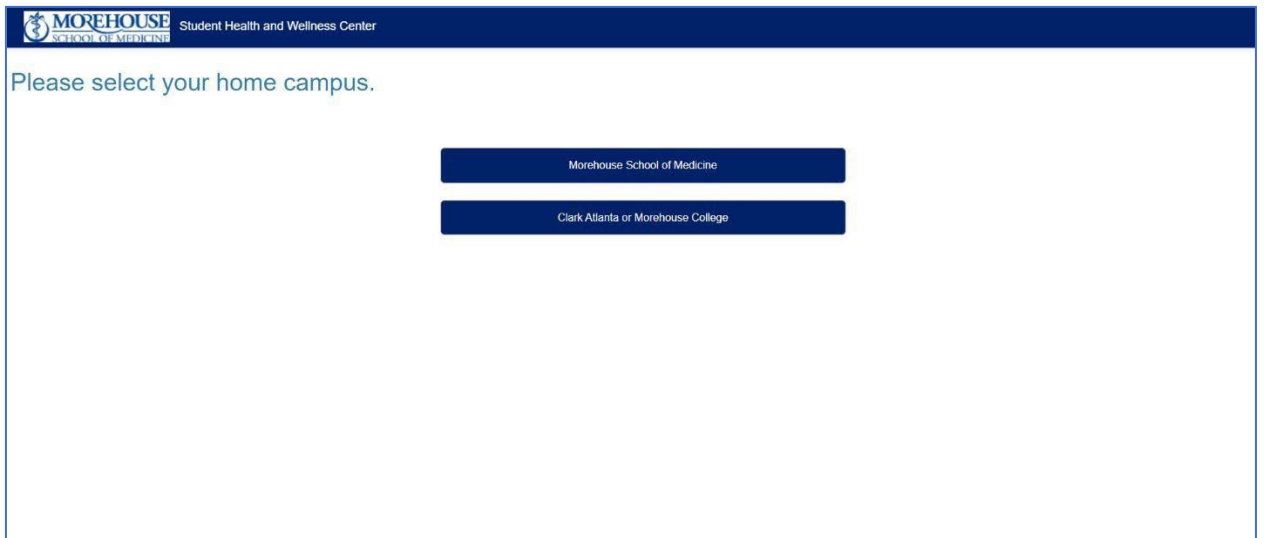 MOREHOUSE
SCHOOL OF MEDICINE
Student Health and Wellness Center
Please select your home campus.
Morehouse School of Medicine
Clark Atlanta or Morehouse College